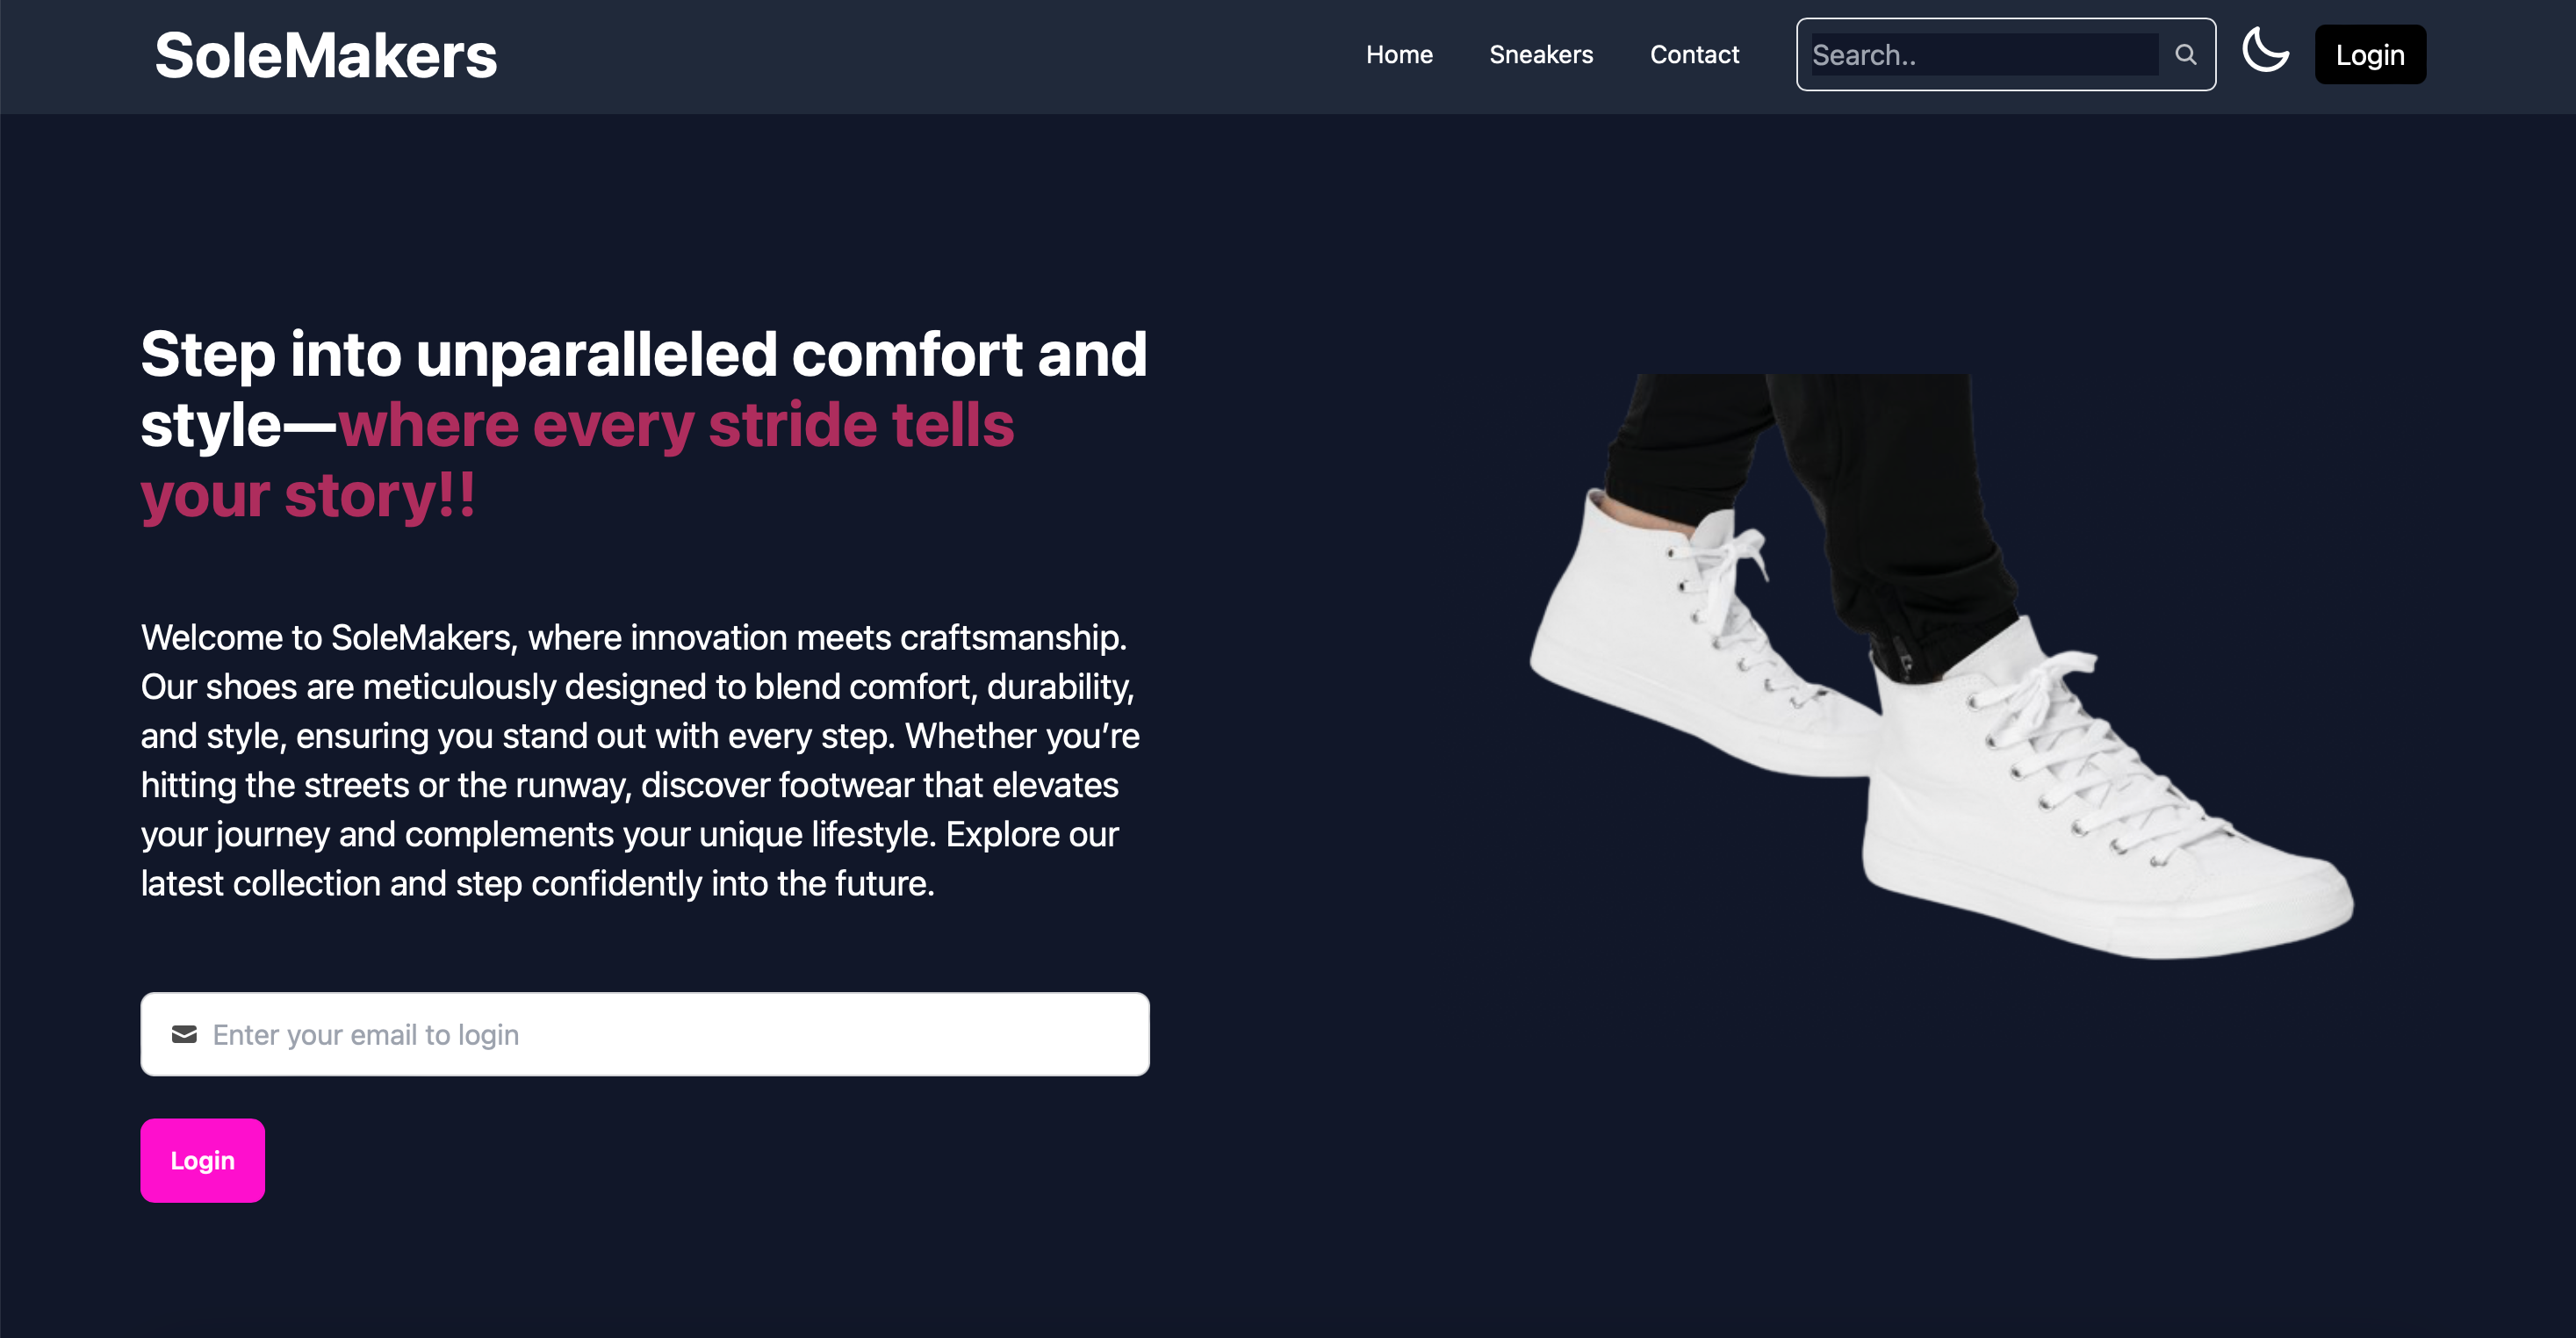 SoleMakers
Home
Sneakers
Contact
Search..
Login
Step into unparalleled comfort and
style—where every stride tells
your story!!
Welcome to SoleMakers, where innovation meets craftsmanship.
Our shoes are meticulously designed to blend comfort, durability,
and style, ensuring you stand out with every step. Whether you’re
hitting the streets or the runway, discover footwear that elevates
your journey and complements your unique lifestyle. Explore our
latest collection and step confidently into the future.
Enter your email to login
Login